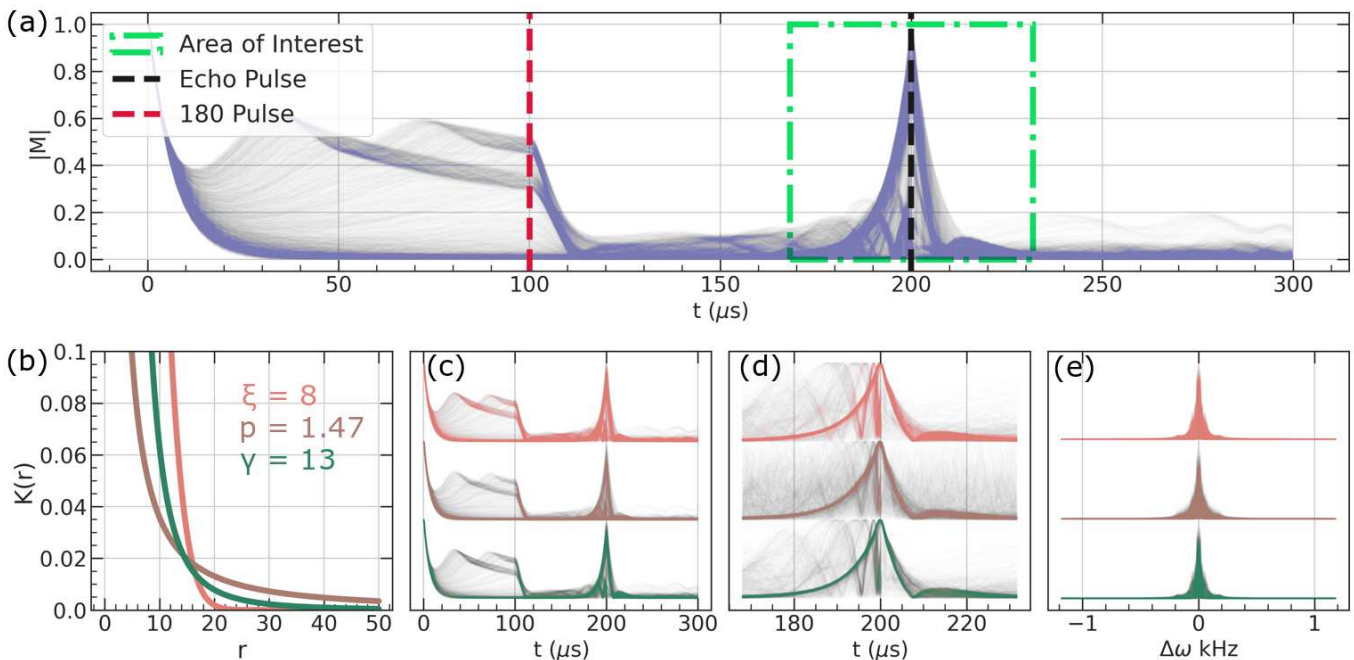 (a)
1.0
0.8
0.6
0.4
0.2
0.0
|M|
Area of Interest
Echo Pulse
180 Pulse
0 50 100 150 200 250 300
t (μs)
(b)
0.1
0.08
0.06
0.04
0.02
0.0
K(r)
ξ = 8
p = 1.47
γ = 13
0 10 20 30 40 50
r
(c)
0 100 200 300
t (μs)
(d)
180 200 220
t (μs)
(e)
−1 0 1
Δω kHz